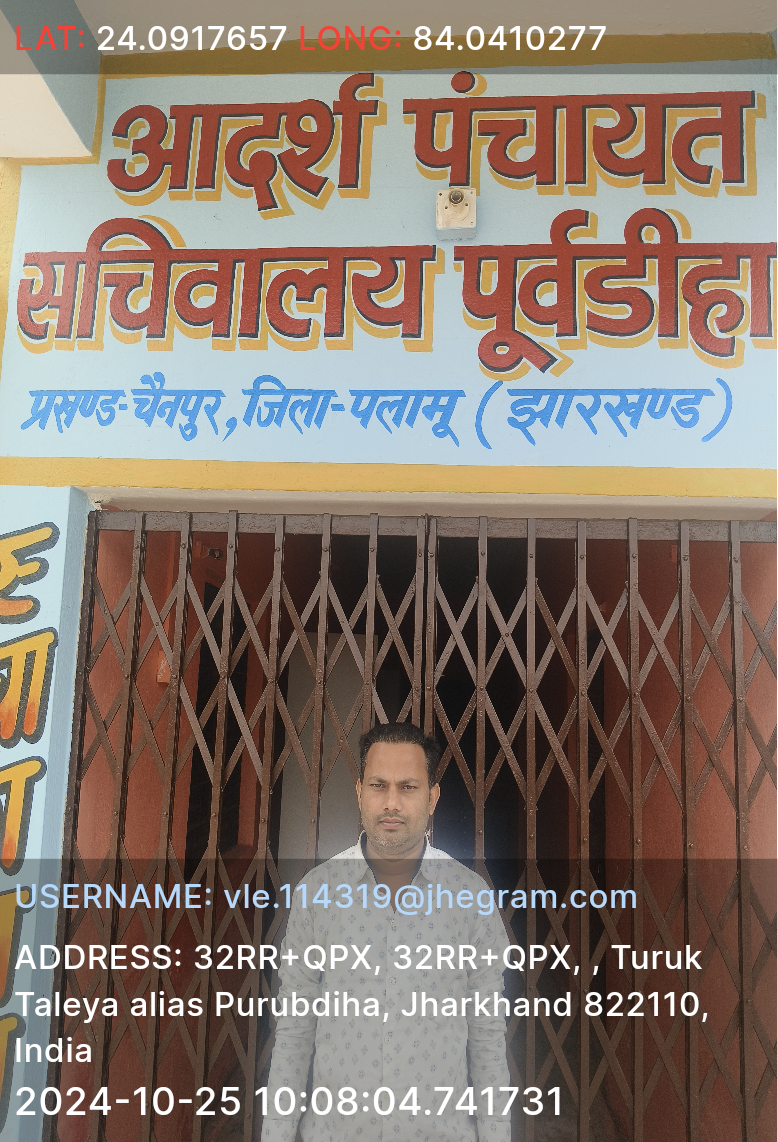 LAT: 24.0917657 LONG: 84.0410277
आदर्श पंचायत
सचिवालय पूर्वडीहा
प्रखण्ड-चैनपुर, जिला-पलामू (झारखण्ड)
USERNAME: vle.114319@jhegram.com
ADDRESS: 32RR+QPX, 32RR+QPX, , Turuk
Taleya alias Purubdiha, Jharkhand 822110,
India
2024-10-25 10:08:04.741731